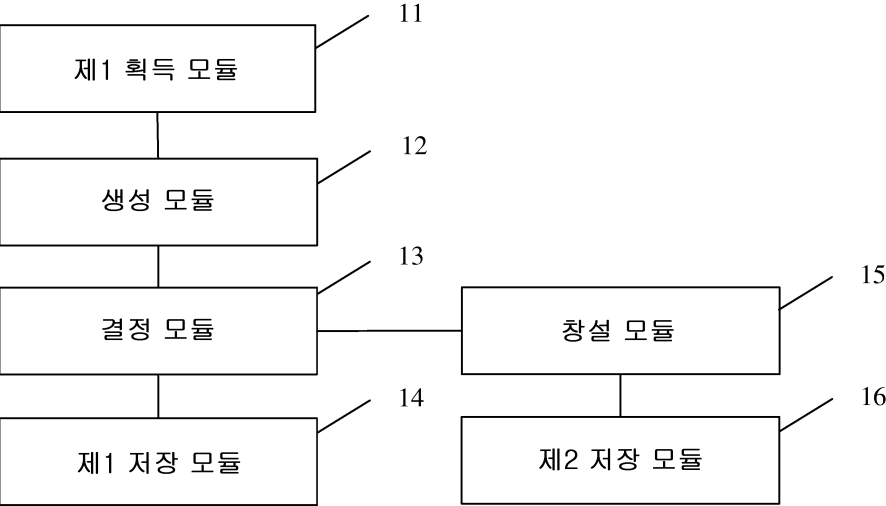 11
제1 획득 모듈
12
생성 모듈
13
결정 모듈
15
창설 모듈
14
제1 저장 모듈
16
제2 저장 모듈